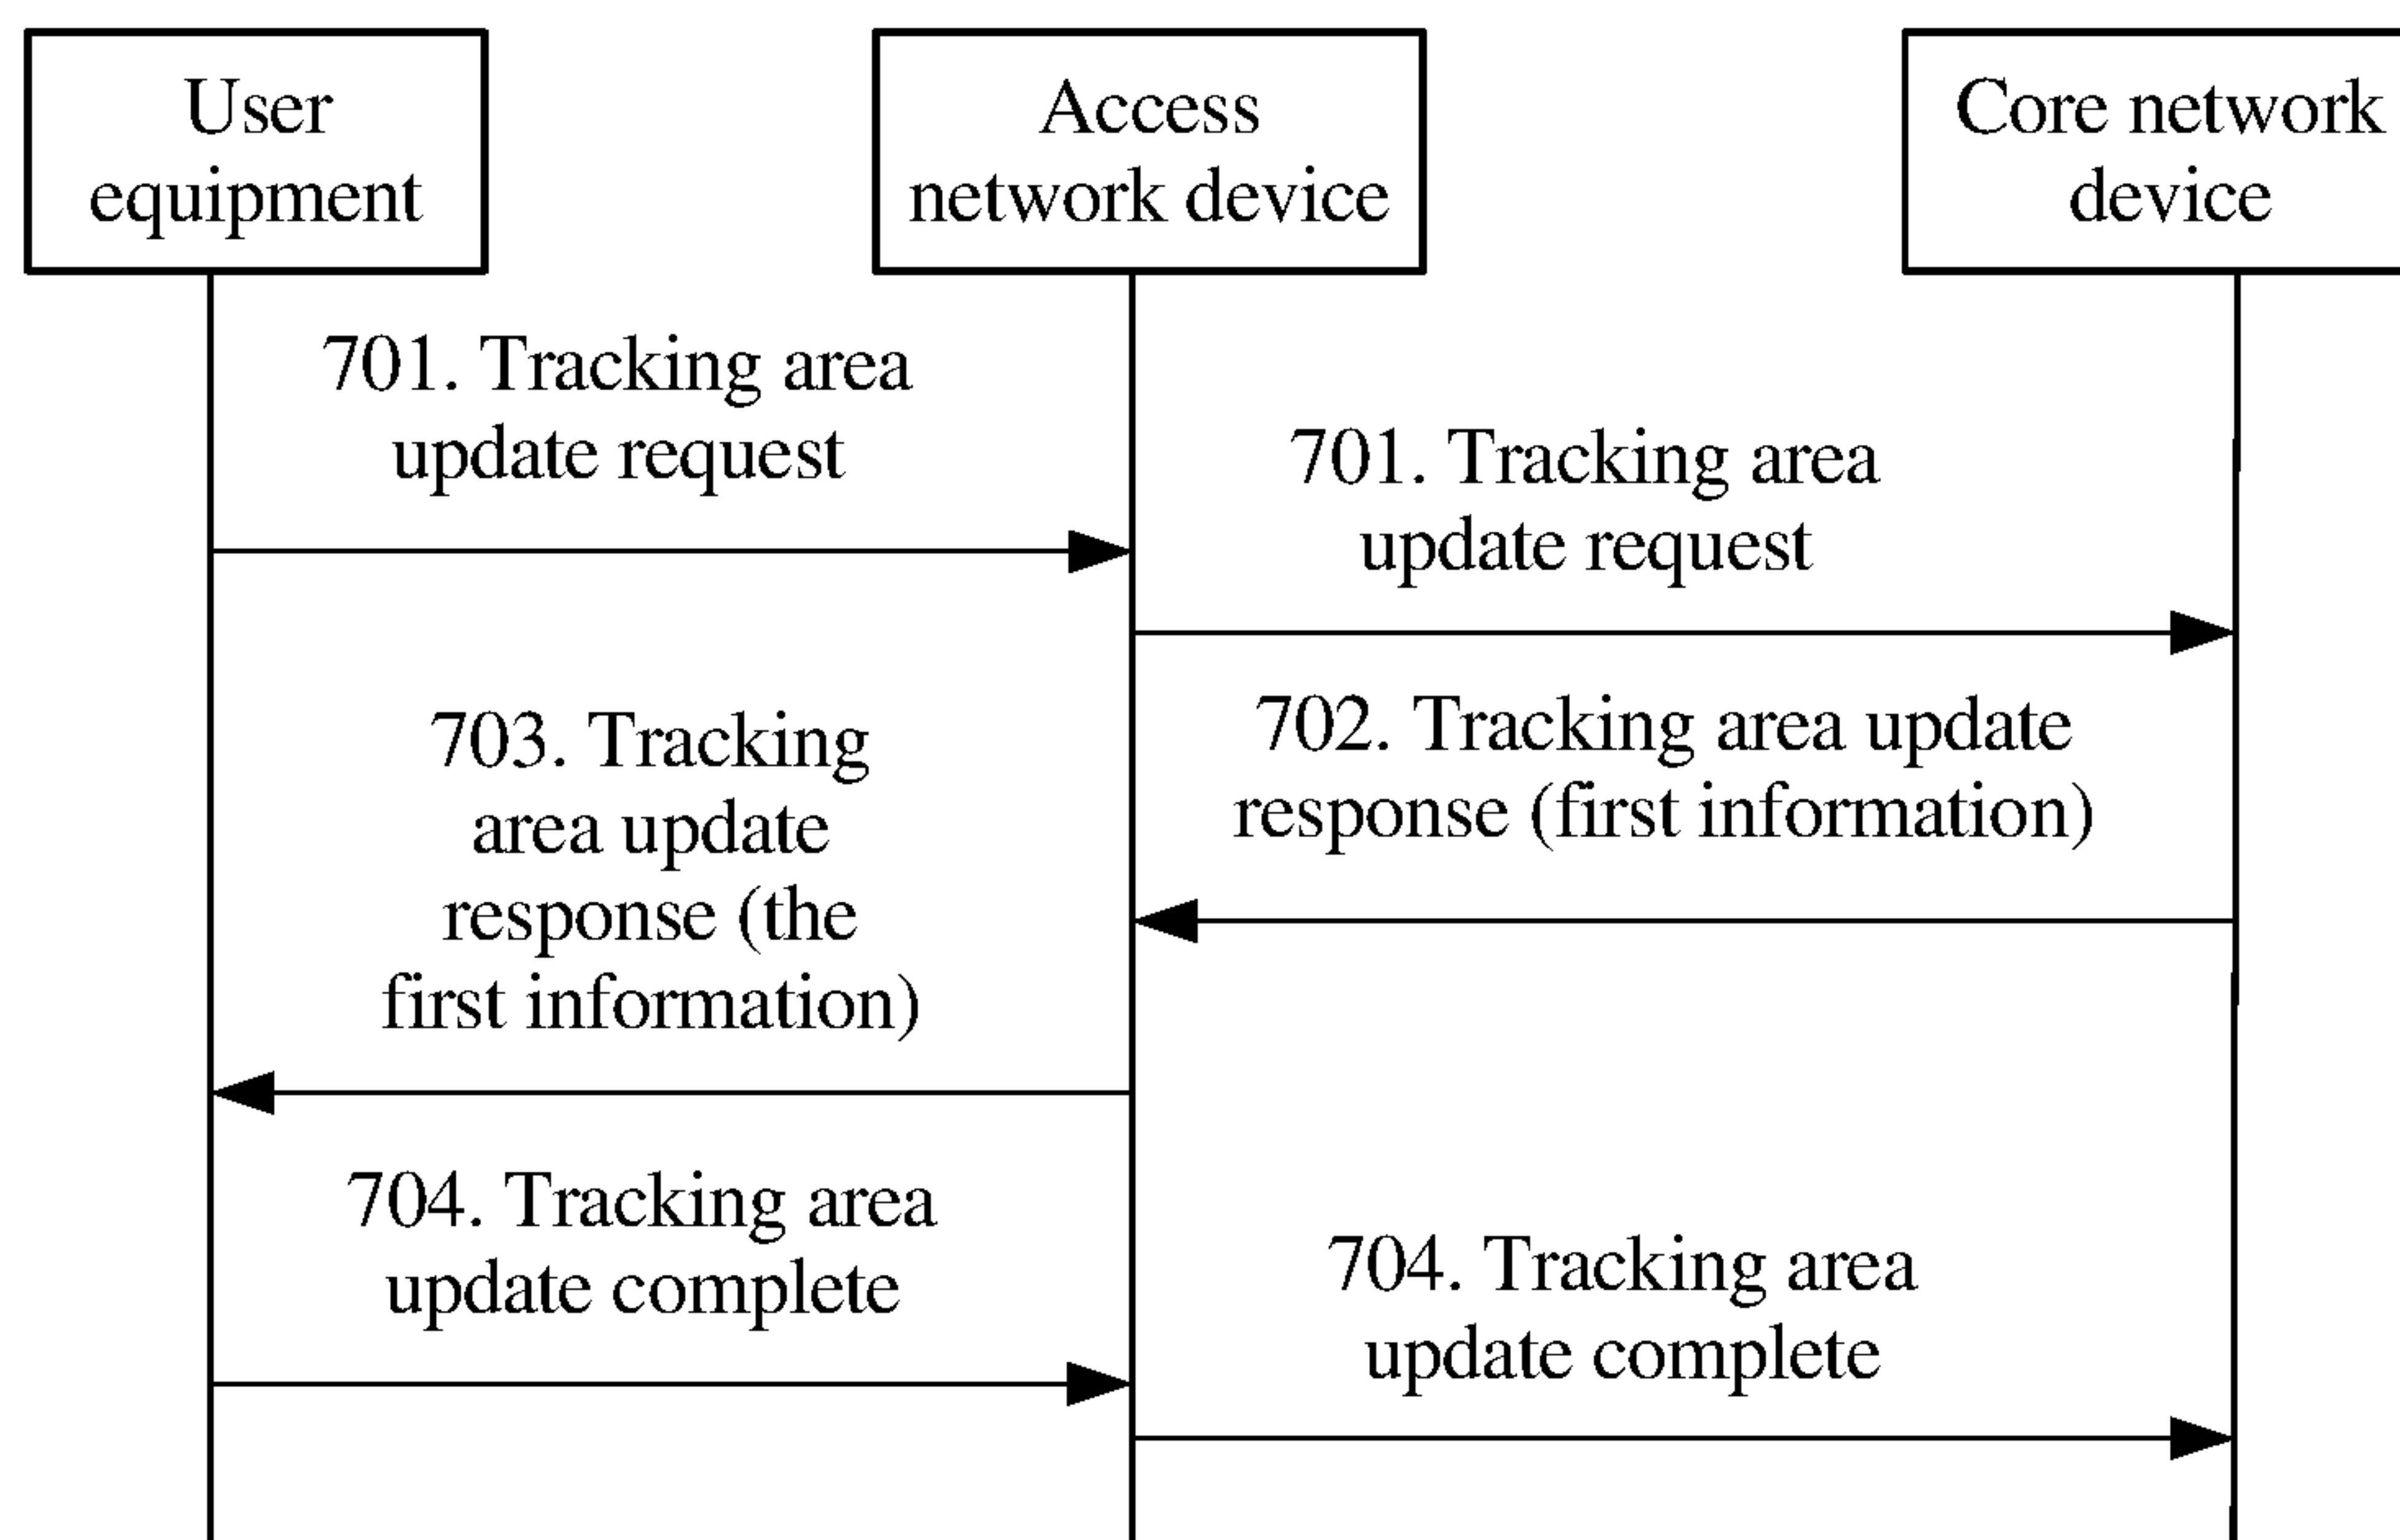 User
equipment
Access
network device
Core network
device
701. Tracking area
update request
701. Tracking area
update request
702. Tracking area update
response (first information)
703. Tracking
area update
response (the
first information)
704. Tracking area
update complete
704. Tracking area
update complete